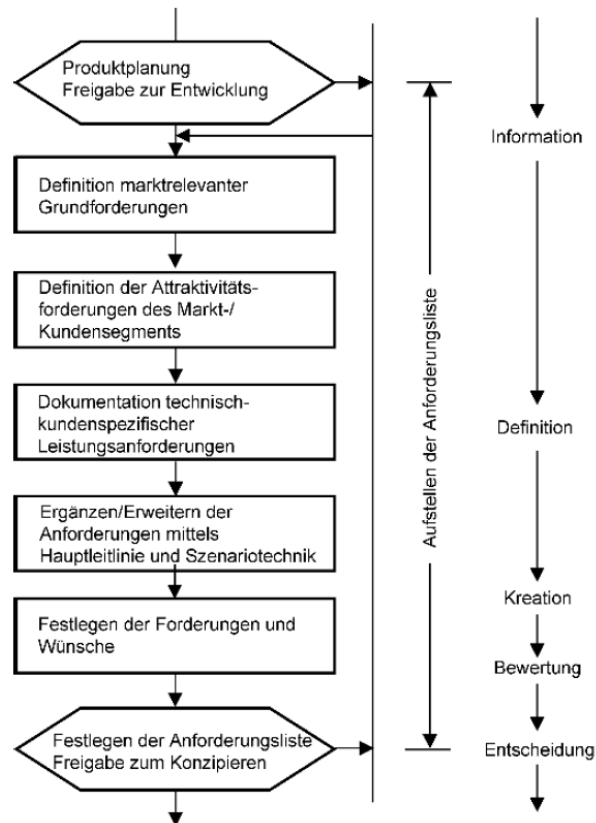 Produktplanung
Freigabe zur Entwicklung
Definition marktrelevanter
Grundforderungen
Definition der Attraktivitäts-
forderungen des Markt-/
Kundensegments
Dokumentation technisch-
kundenspezifischer
Leistungsanforderungen
Ergänzen/Erweitern der
Anforderungen mittels
Hauptleitlinie und Szenariotechnik
Festlegen der Forderungen und
Wünsche
Festlegen der Anforderungsliste
Freigabe zum Konzipieren
Aufstellen der Anforderungsliste
Information
Definition
Kreation
Bewertung
Entscheidung